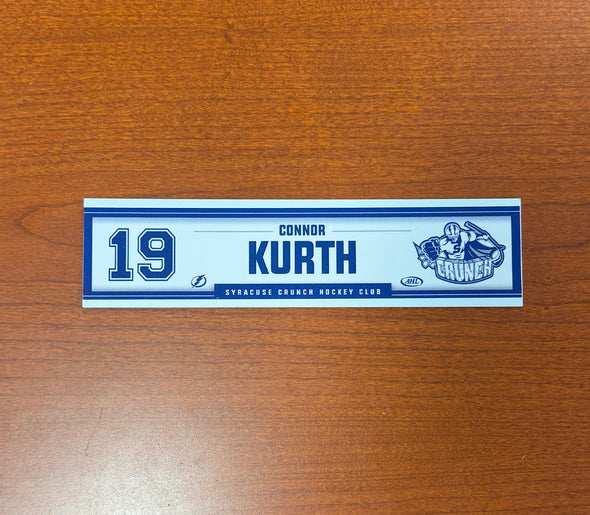 19
CONNOR
KURTH
SYRACUSE CRUNCH HOCKEY CLUB
AHL
CRUNCH